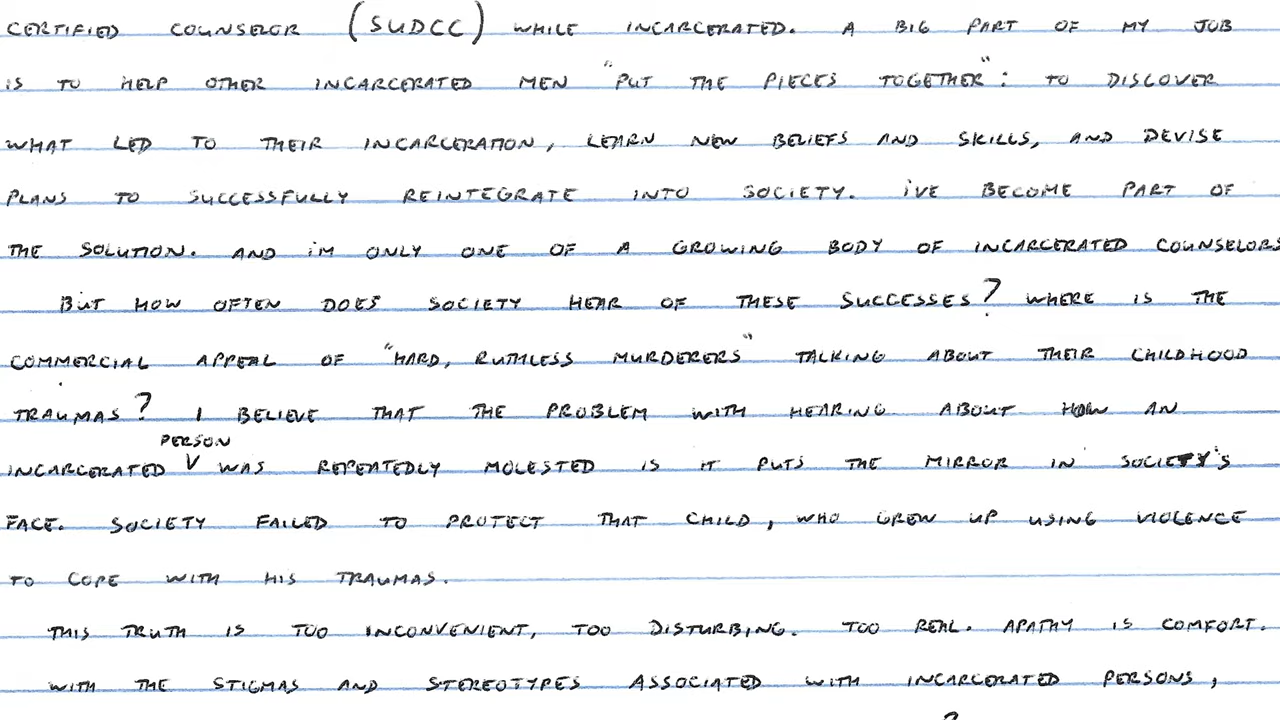 CERTIFIED COUNSELOR (SUDCC) WHILE INCARCERATED. A BIG PART OF MY JOB
IS TO HELP OTHER INCARCERATED MEN "PUT THE PIECES TOGETHER": TO DISCOVER
WHAT LED TO THEIR INCARCERATION, LEARN NEW BELIEFS AND SKILLS, AND DEVISE
PLANS TO SUCCESSFULLY REINTEGRATE INTO SOCIETY. I'VE BECOME PART OF
THE SOLUTION. AND I'M ONLY ONE OF A GROWING BODY OF INCARCERATED COUNSELORS
BUT HOW OFTEN DOES SOCIETY HEAR OF THESE SUCCESSES? WHERE IS THE
COMMERCIAL APPEAL OF "HARD, RUTHLESS MURDERERS" TALKING ABOUT THEIR CHILDHOOD
TRAUMAS? I BELIEVE THAT THE PROBLEM WITH HEARING ABOUT HOW AN
PERSON
INCARCERATED V WAS REPEATEDLY MOLESTED IS IT PUTS THE MIRROR IN SOCIETY'S
FACE. SOCIETY FAILED TO PROTECT THAT CHILD, WHO GREW UP USING VIOLENCE
TO COPE WITH HIS TRAUMAS.
THIS TRUTH IS TOO INCONVENIENT, TOO DISTURBING. TOO REAL. APATHY IS COMFORT.
WITH THE STIGMAS AND STEREOTYPES ASSOCIATED WITH INCARCERATED PERSONS,